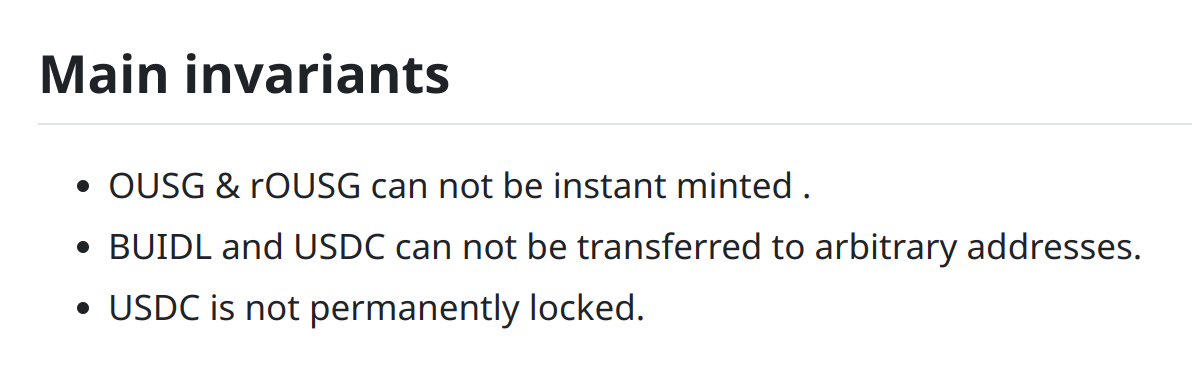 Main invariants
OUSG & rOUSG can not be instant minted .
BUIDL and USDC can not be transferred to arbitrary addresses.
USDC is not permanently locked.